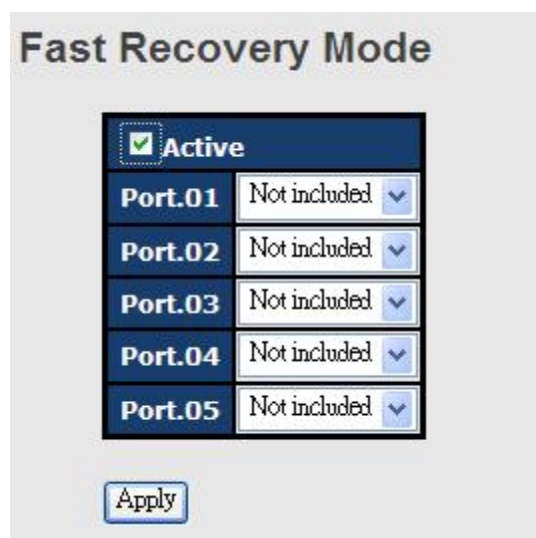 Fast Recovery Mode
Active
Port.01 Not included
Port.02 Not included
Port.03 Not included
Port.04 Not included
Port.05 Not included
Apply